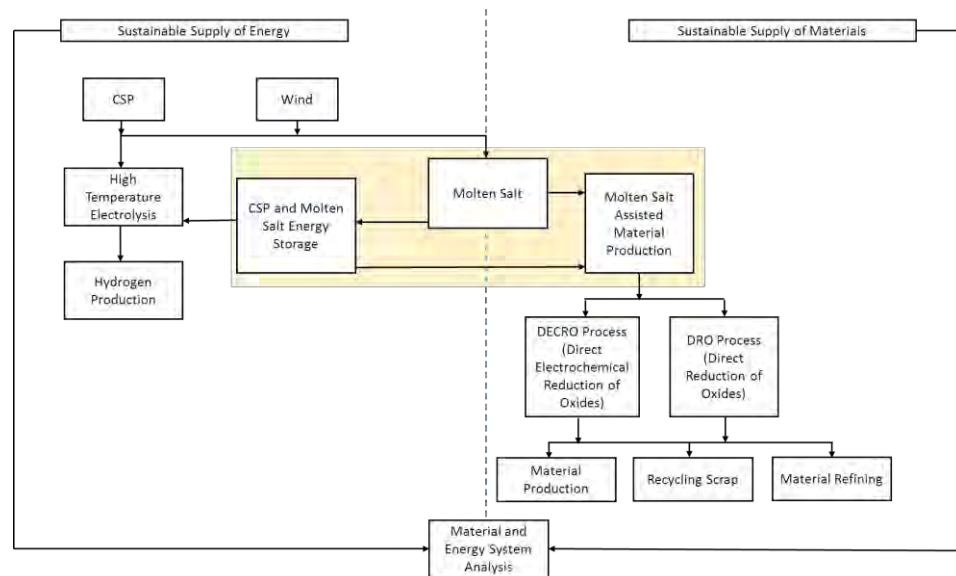 Sustainable Supply of Energy
Sustainable Supply of Materials
CSP
Wind
High
Temperature
Electrolysis
CSP and Molten
Salt Energy
Storage
Molten Salt
Molten Salt
Assisted
Material
Production
Hydrogen
Production
DECRO Process
(Direct
Electrochemical
Reduction of
Oxides)
DRO Process
(Direct
Reduction of
Oxides)
Material
Production
Recycling Scrap
Material Refining
Material and
Energy System
Analysis